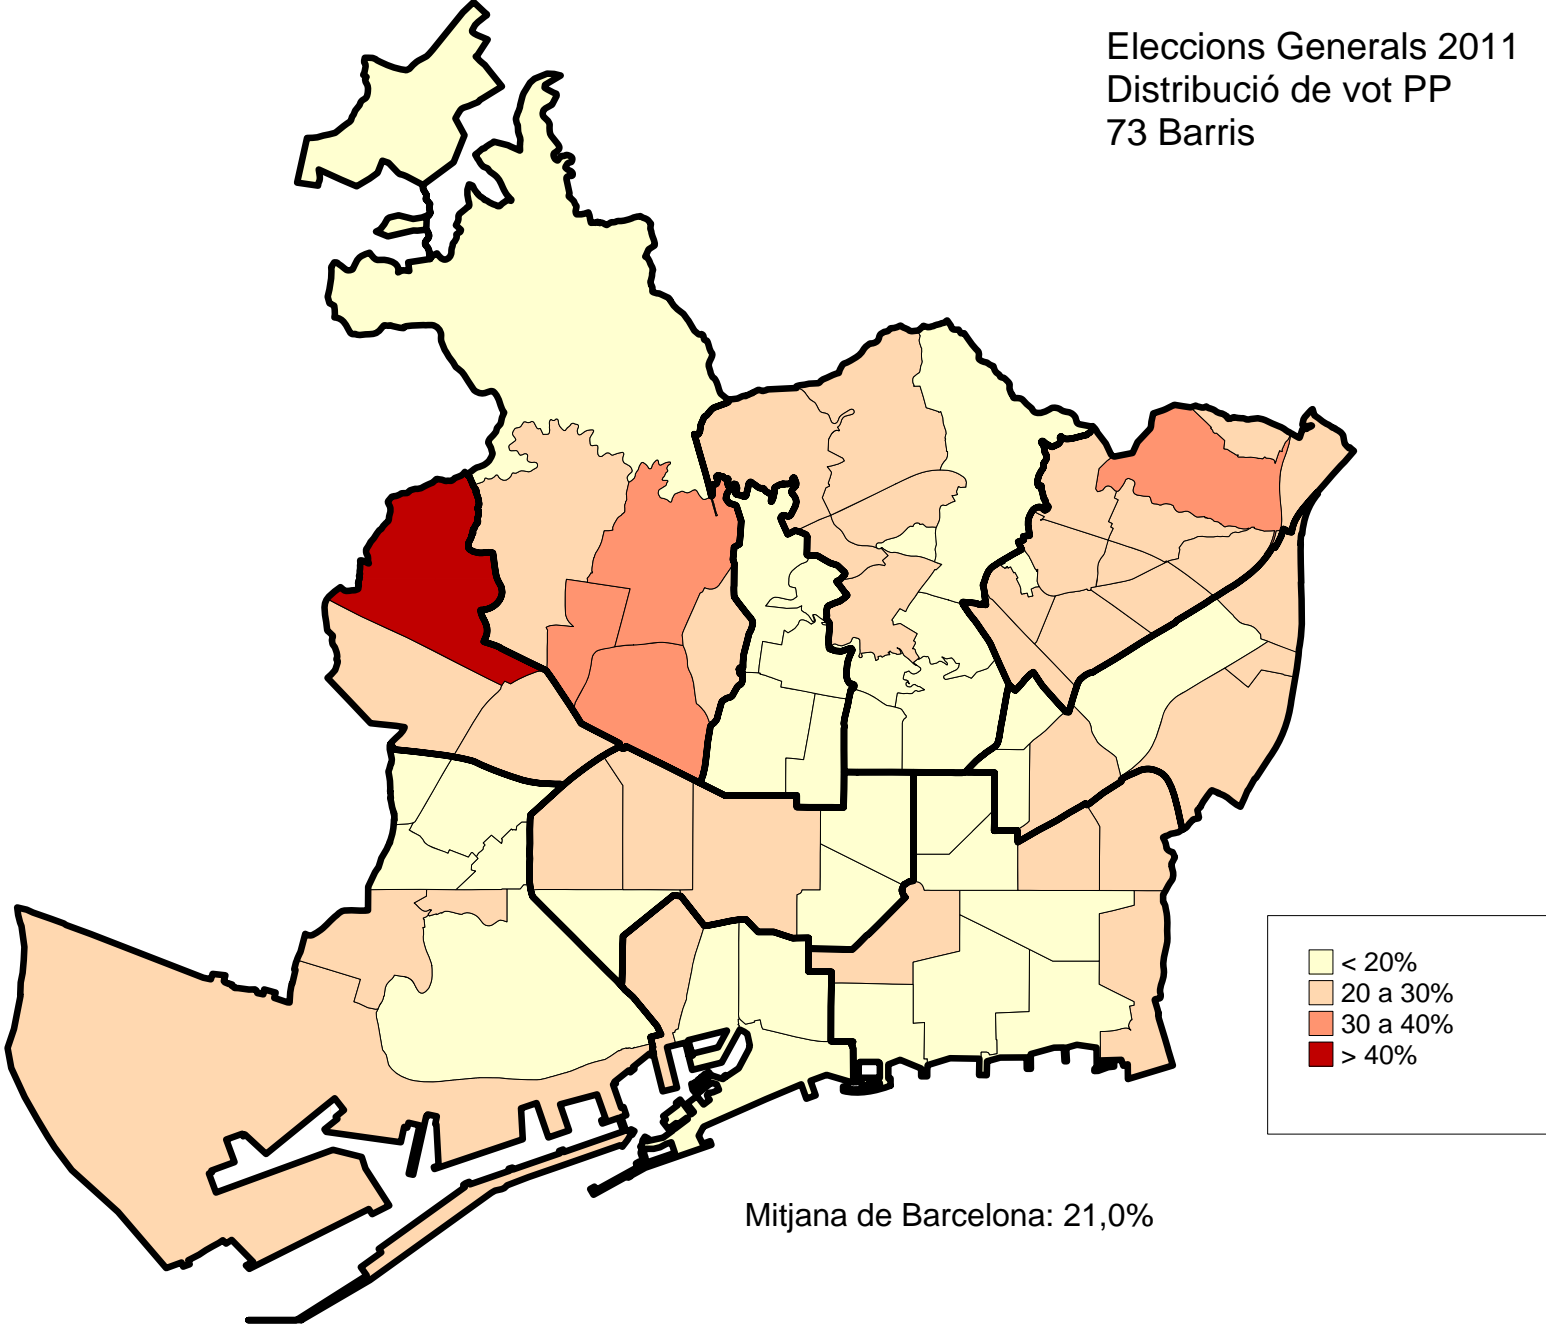 Eleccions Generals 2011
Distribució de vot PP
73 Barris
< 20%
20 a 30%
30 a 40%
> 40%
Mitjana de Barcelona: 21,0%